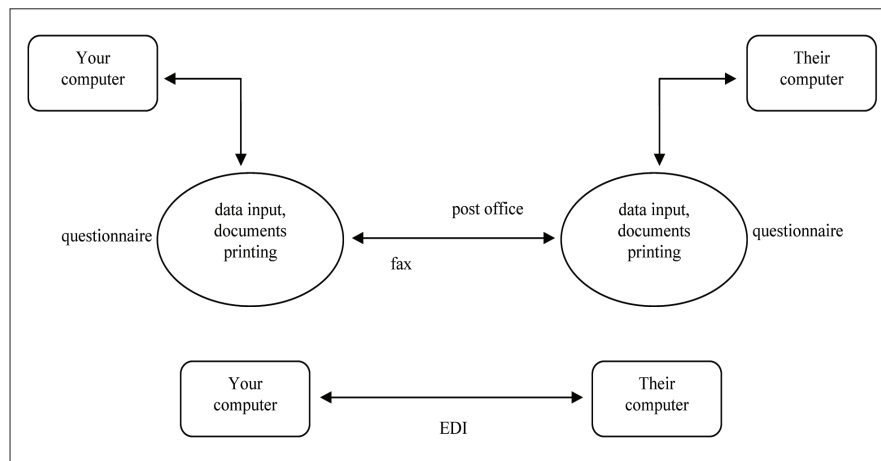 Your
computer
Their
computer
data input,
documents
printing
post office
data input,
documents
printing
questionnaire
questionnaire
fax
Your
computer
Their
computer
EDI